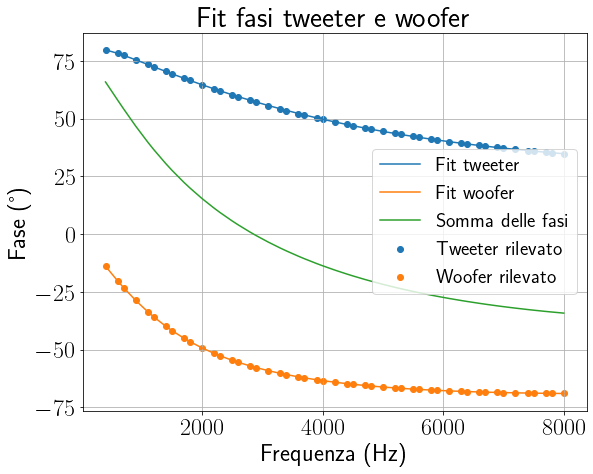 Fit fasi tweeter e woofer
Fase (°)
75
50
25
0
−25
−50
−75
Fit tweeter
Fit woofer
Somma delle fasi
Tweeter rilevato
Woofer rilevato
2000
4000
6000
8000
Frequenza (Hz)